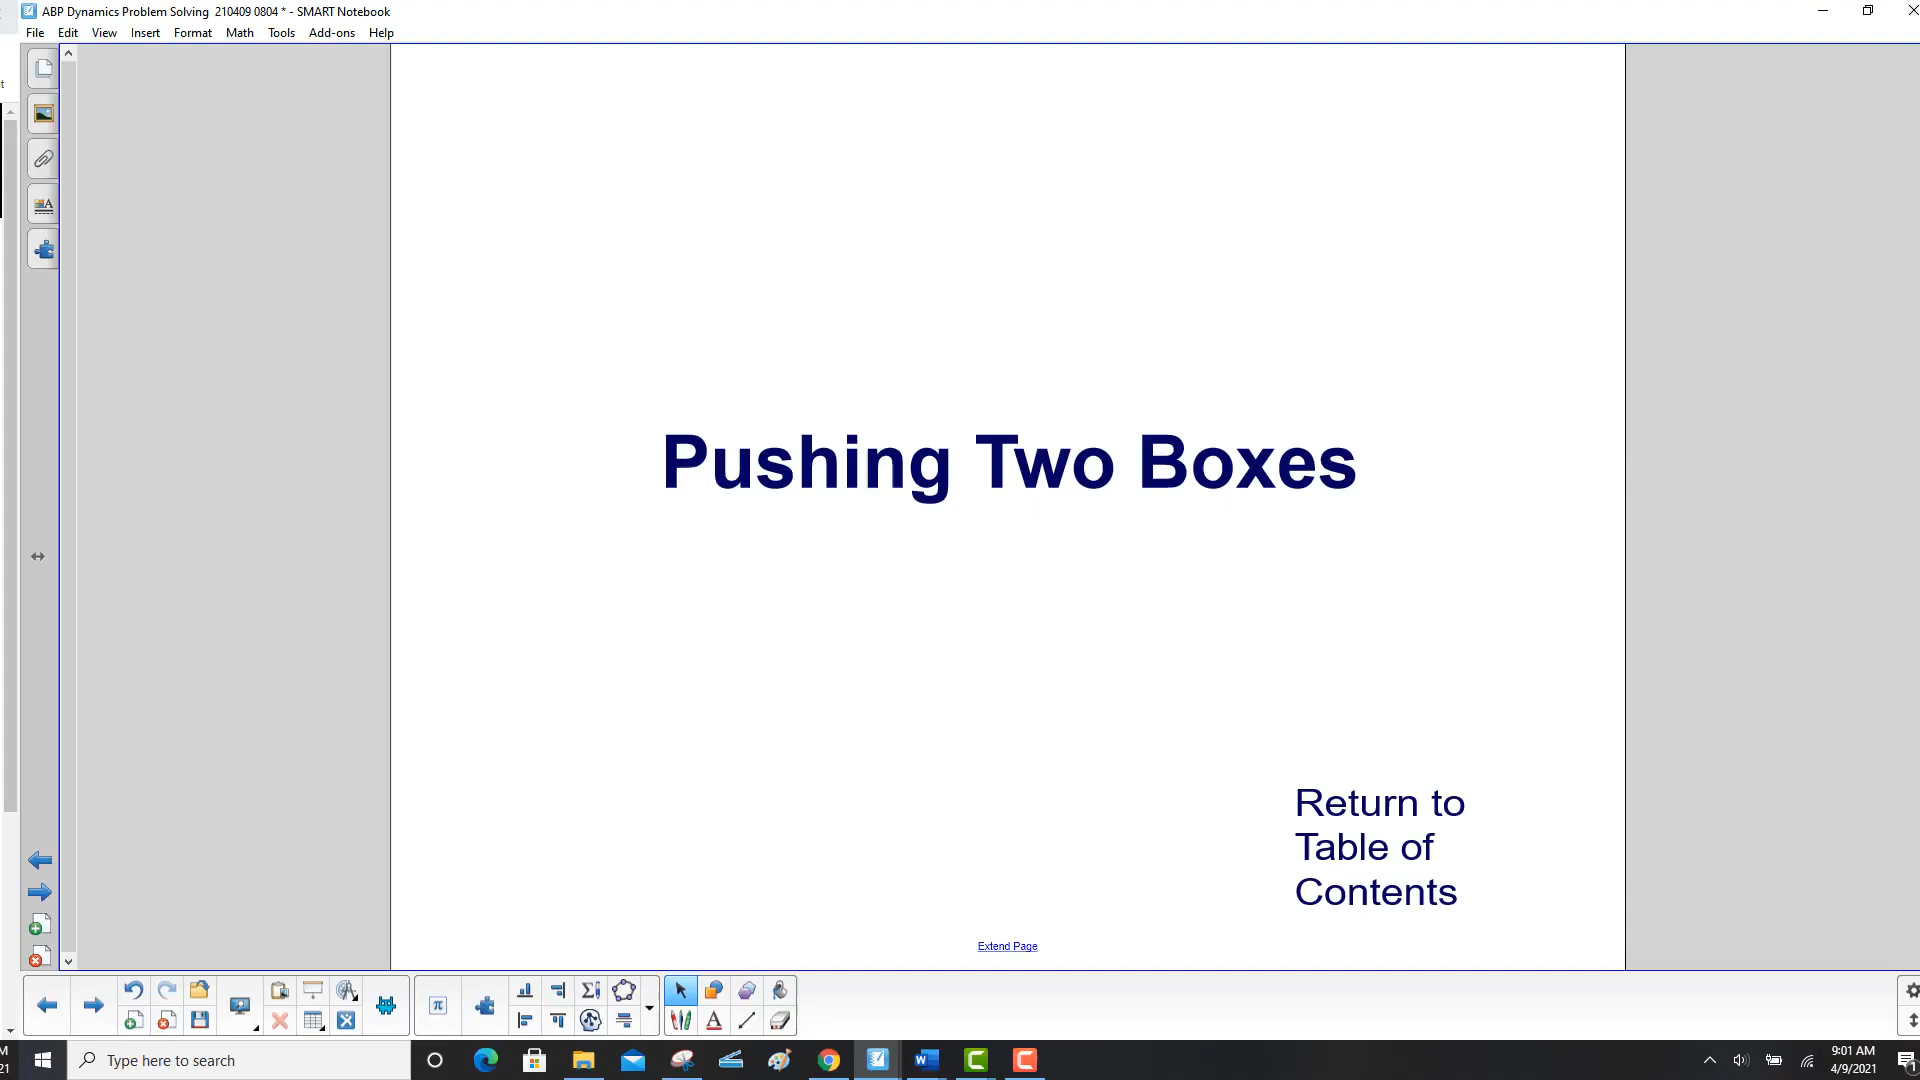 ABP Dynamics Problem Solving 210409 0804 * - SMART Notebook
File Edit View Insert Format Math Tools Add-ons Help
Pushing Two Boxes
Return to
Table of
Contents
Extend Page
Type here to search
9:01 AM
4/9/2021